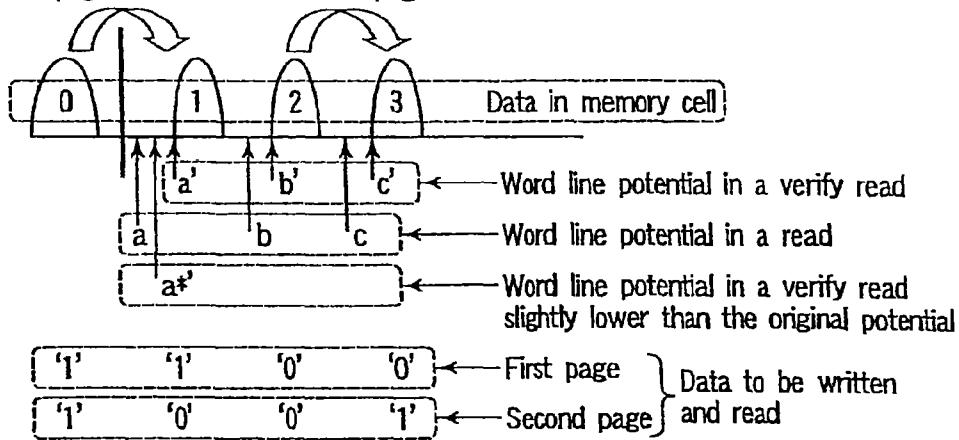 0 1 2 3 Data in memory cell
a' b' c' Word line potential in a verify read
a b c Word line potential in a read
a*' Word line potential in a verify read
slightly lower than the original potential
'1' '1' '0' '0' First page
'1' '0' '0' '1' Second page
Data to be written
and read